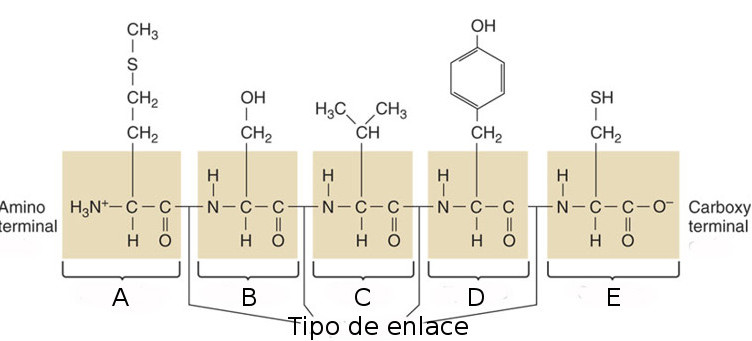 CH3
S
CH2
CH2
OH
CH2
H3C CH3
CH
OH
CH2
SH
CH2
Amino terminal
H3N+ C C
H O
H
N C C
H O
H
N C C
H O
H
N C C
H O
H
N C C O−
H O
Carboxy terminal
A B C D E
Tipo de enlace